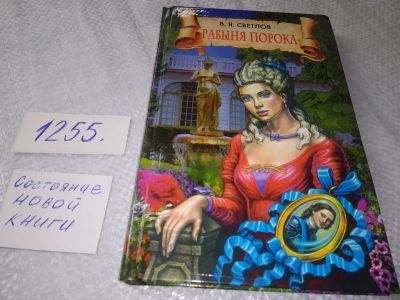 В. Я. СВЕТЛОВ
РАБЫНЯ ПОРОКА
1255.
Состояние
новой
книги